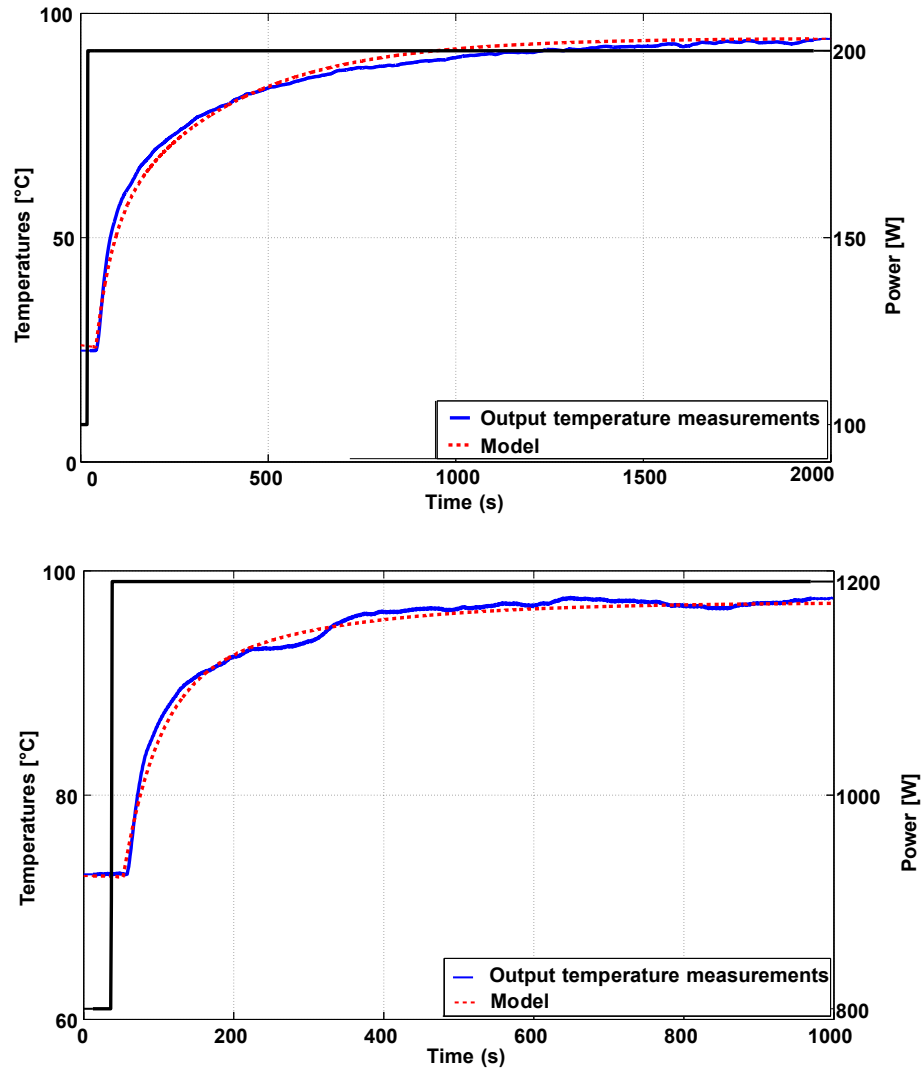 100
200
Temperatures [°C]
50
150
Power [W]
Output temperature measurements
Model
100
0
0
500
1000
1500
2000
Time (s)
100
1200
Temperatures [°C]
80
1000
Power [W]
Output temperature measurements
Model
60
800
0
200
400
600
800
1000
Time (s)